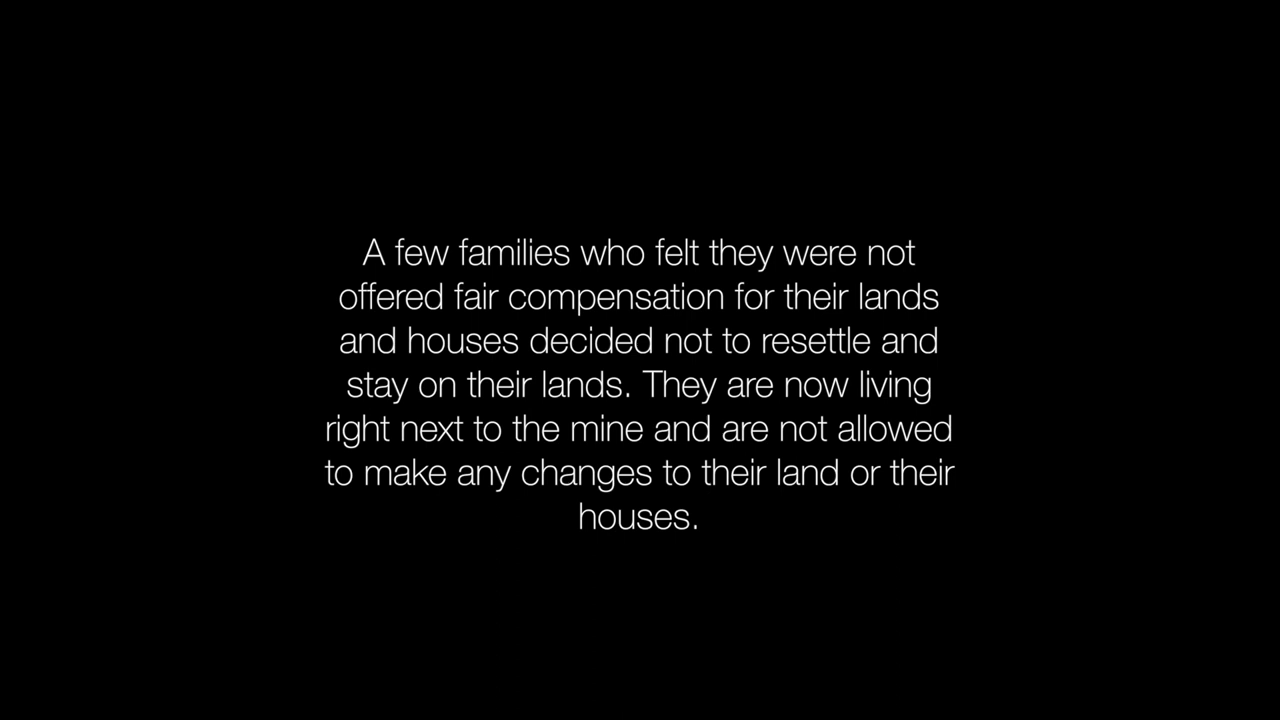 A few families who felt they were not
offered fair compensation for their lands
and houses decided not to resettle and
stay on their lands. They are now living
right next to the mine and are not allowed
to make any changes to their land or their
houses.